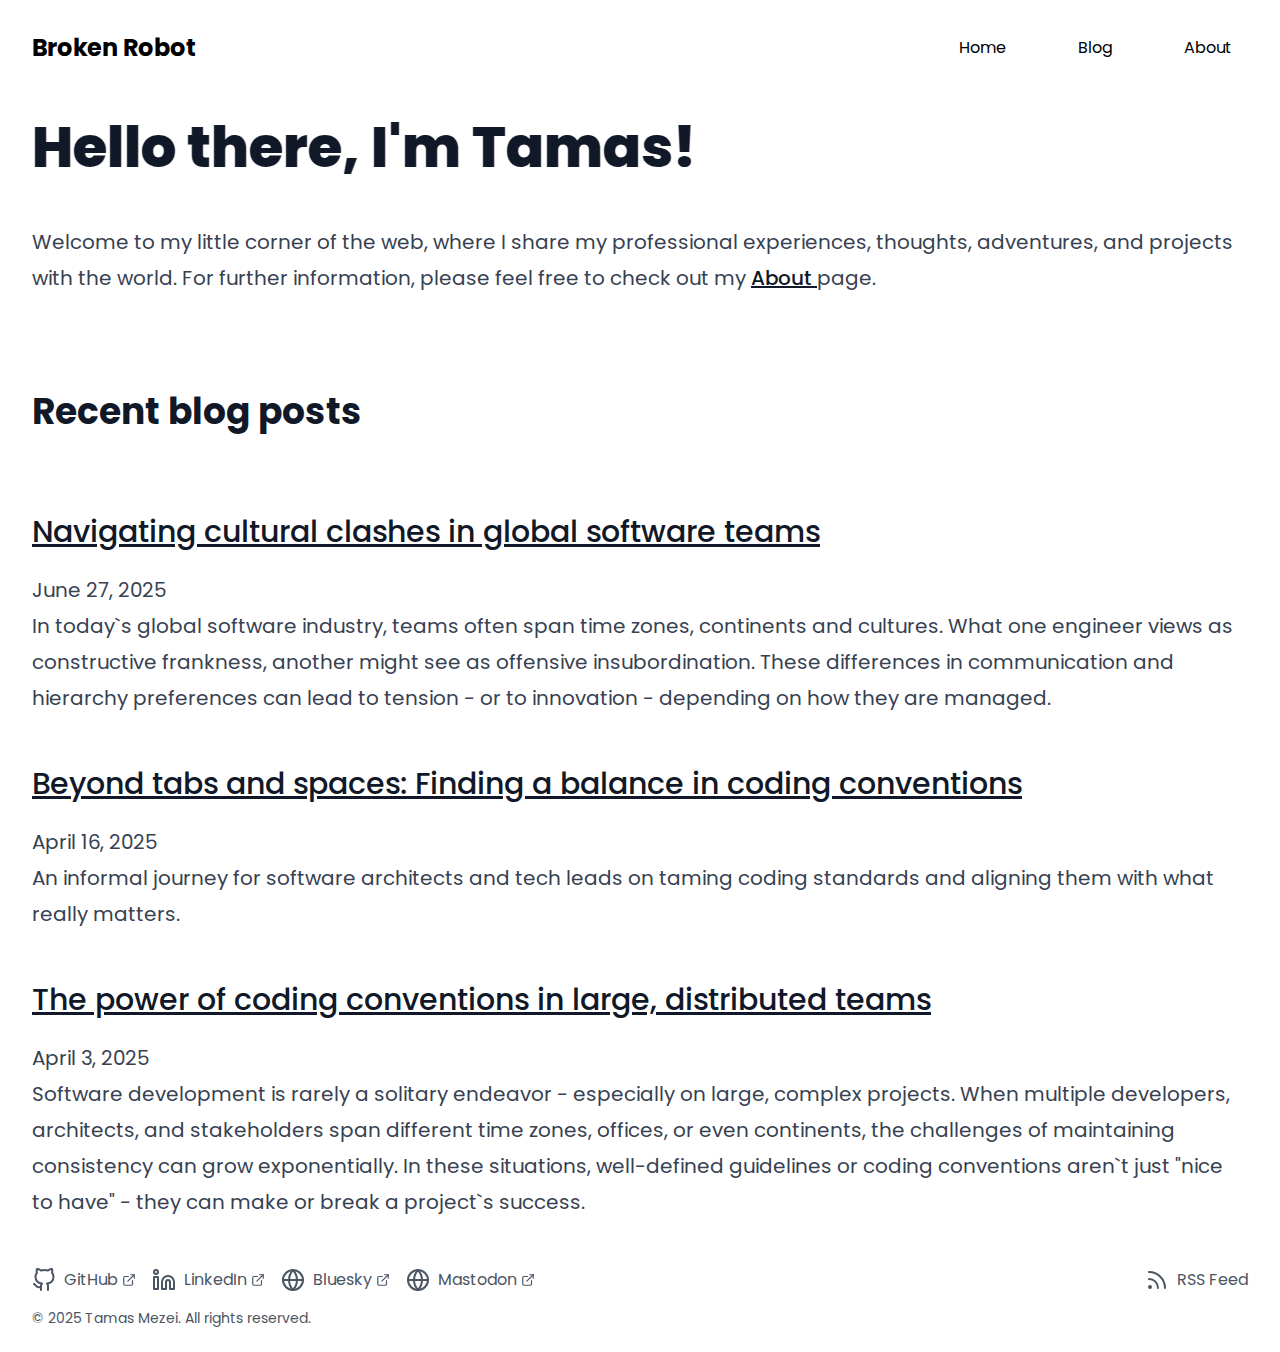 Broken Robot
Home Blog About
Hello there, I'm Tamas!
Welcome to my little corner of the web, where I share my professional experiences, thoughts, adventures, and projects
with the world. For further information, please feel free to check out my About page.
Recent blog posts
Navigating cultural clashes in global software teams
June 27, 2025
In today`s global software industry, teams often span time zones, continents and cultures. What one engineer views as
constructive frankness, another might see as offensive insubordination. These differences in communication and
hierarchy preferences can lead to tension - or to innovation - depending on how they are managed.
Beyond tabs and spaces: Finding a balance in coding conventions
April 16, 2025
An informal journey for software architects and tech leads on taming coding standards and aligning them with what
really matters.
The power of coding conventions in large, distributed teams
April 3, 2025
Software development is rarely a solitary endeavor - especially on large, complex projects. When multiple developers,
architects, and stakeholders span different time zones, offices, or even continents, the challenges of maintaining
consistency can grow exponentially. In these situations, well-defined guidelines or coding conventions aren`t just "nice
to have" - they can make or break a project`s success.
GitHub LinkedIn Bluesky Mastodon RSS Feed
© 2025 Tamas Mezei. All rights reserved.